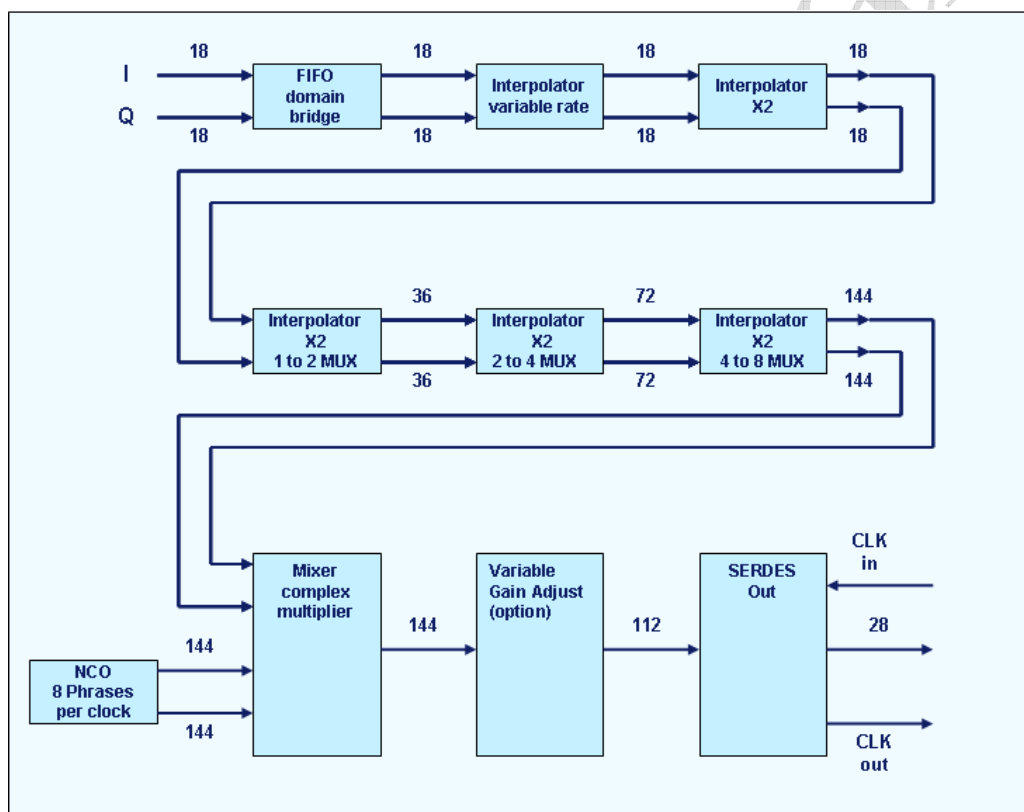 18 18 18 18
I
Q
FIFO
domain
bridge
Interpolator
variable rate
Interpolator
X2
18 18 18 18
36 72 144
Interpolator
X2
1 to 2 MUX
Interpolator
X2
2 to 4 MUX
Interpolator
X2
4 to 8 MUX
36 72 144
Mixer
complex
multiplier
Variable
Gain Adjust
(option)
SERDES
Out
CLK
in
144 144 112 28
NCO
8 Phrases
per clock
144
CLK
out